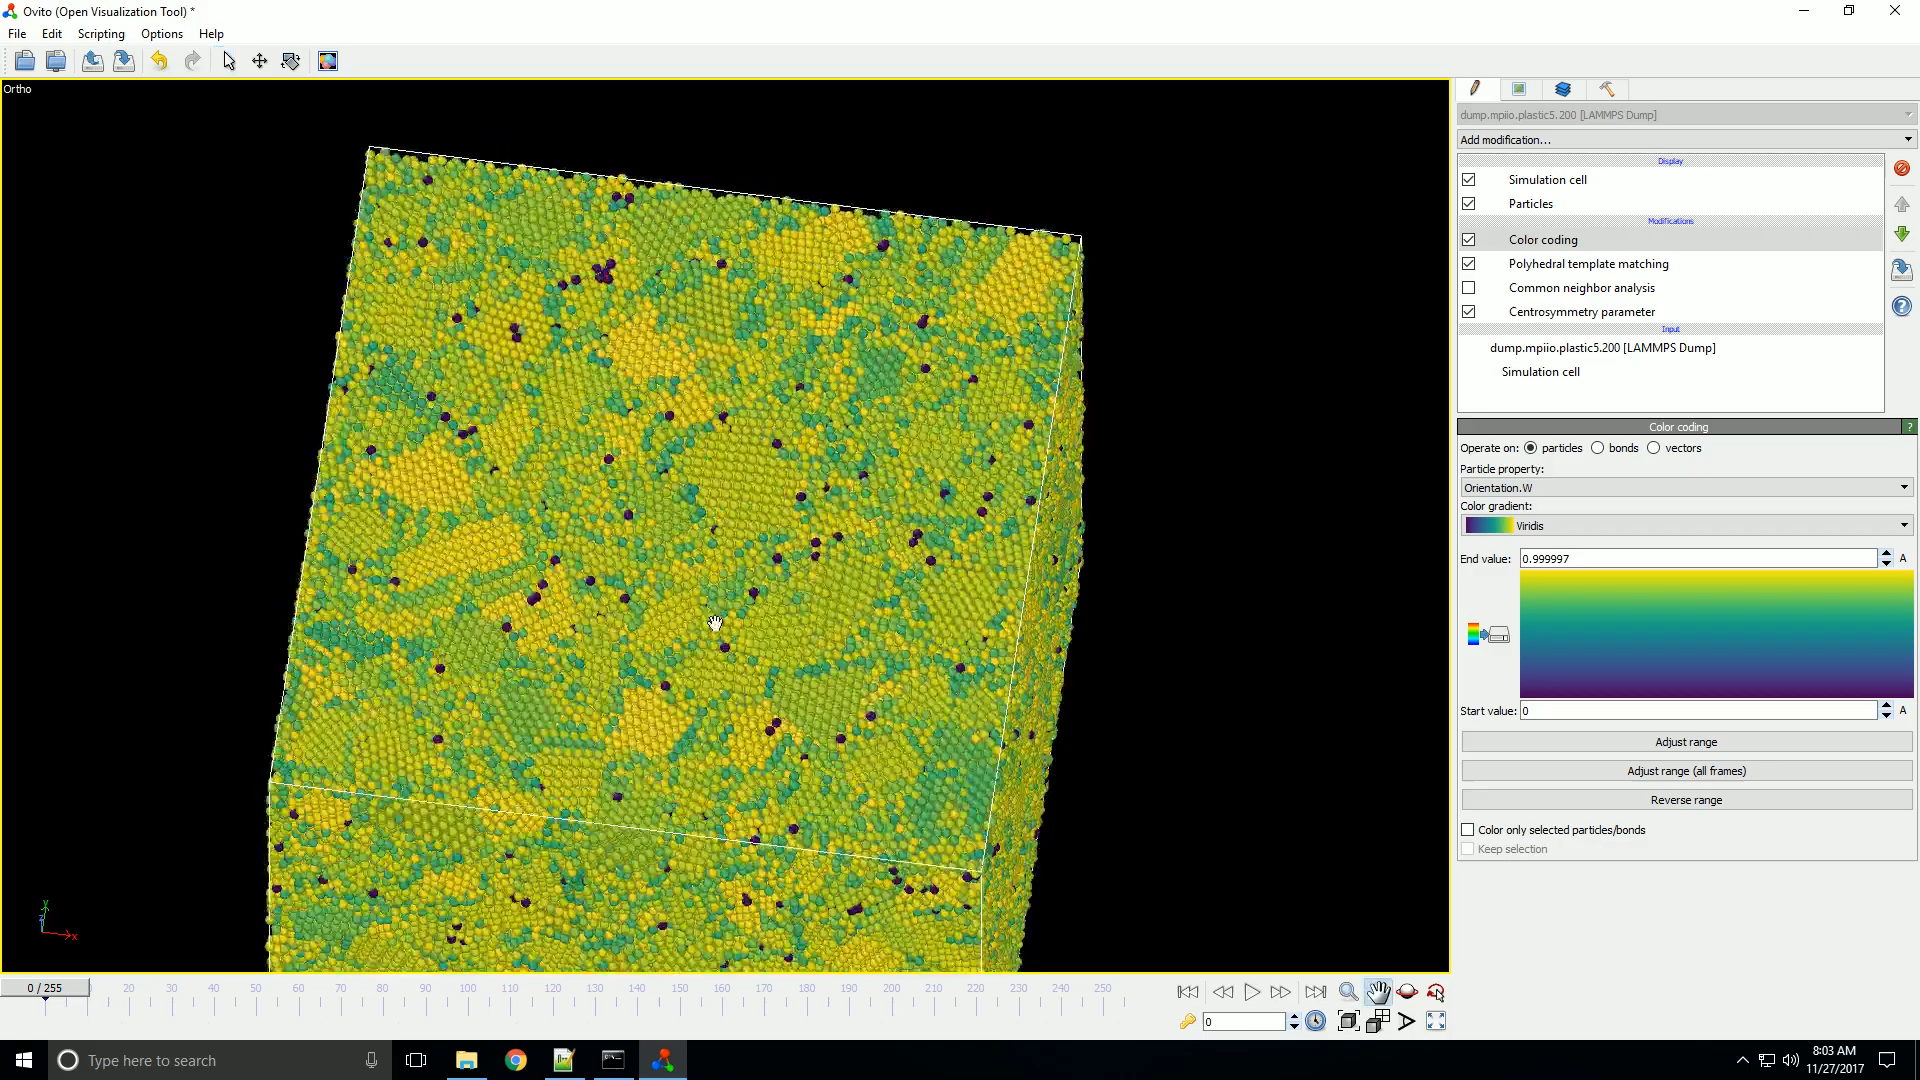 Ovito (Open Visualization Tool) *
File Edit Scripting Options Help
Ortho
dump.mpiio.plastic5.200 [LAMMPS Dump]
Add modification...
Display
Simulation cell
Particles
Modifications
Color coding
Polyhedral template matching
Common neighbor analysis
Centrosymmetry parameter
Input
dump.mpiio.plastic5.200 [LAMMPS Dump]
Simulation cell
Color coding ?
Operate on: particles bonds vectors
Particle property:
Orientation.W
Color gradient:
Viridis
End value: 0.999997 A
Start value: 0 A
Adjust range
Adjust range (all frames)
Reverse range
Color only selected particles/bonds
Keep selection
y
z
x
0 / 255 20 30 40 50 60 70 80 90 100 110 120 130 140 150 160 170 180 190 200 210 220 230 240 250
0
Type here to search
8:03 AM
11/27/2017